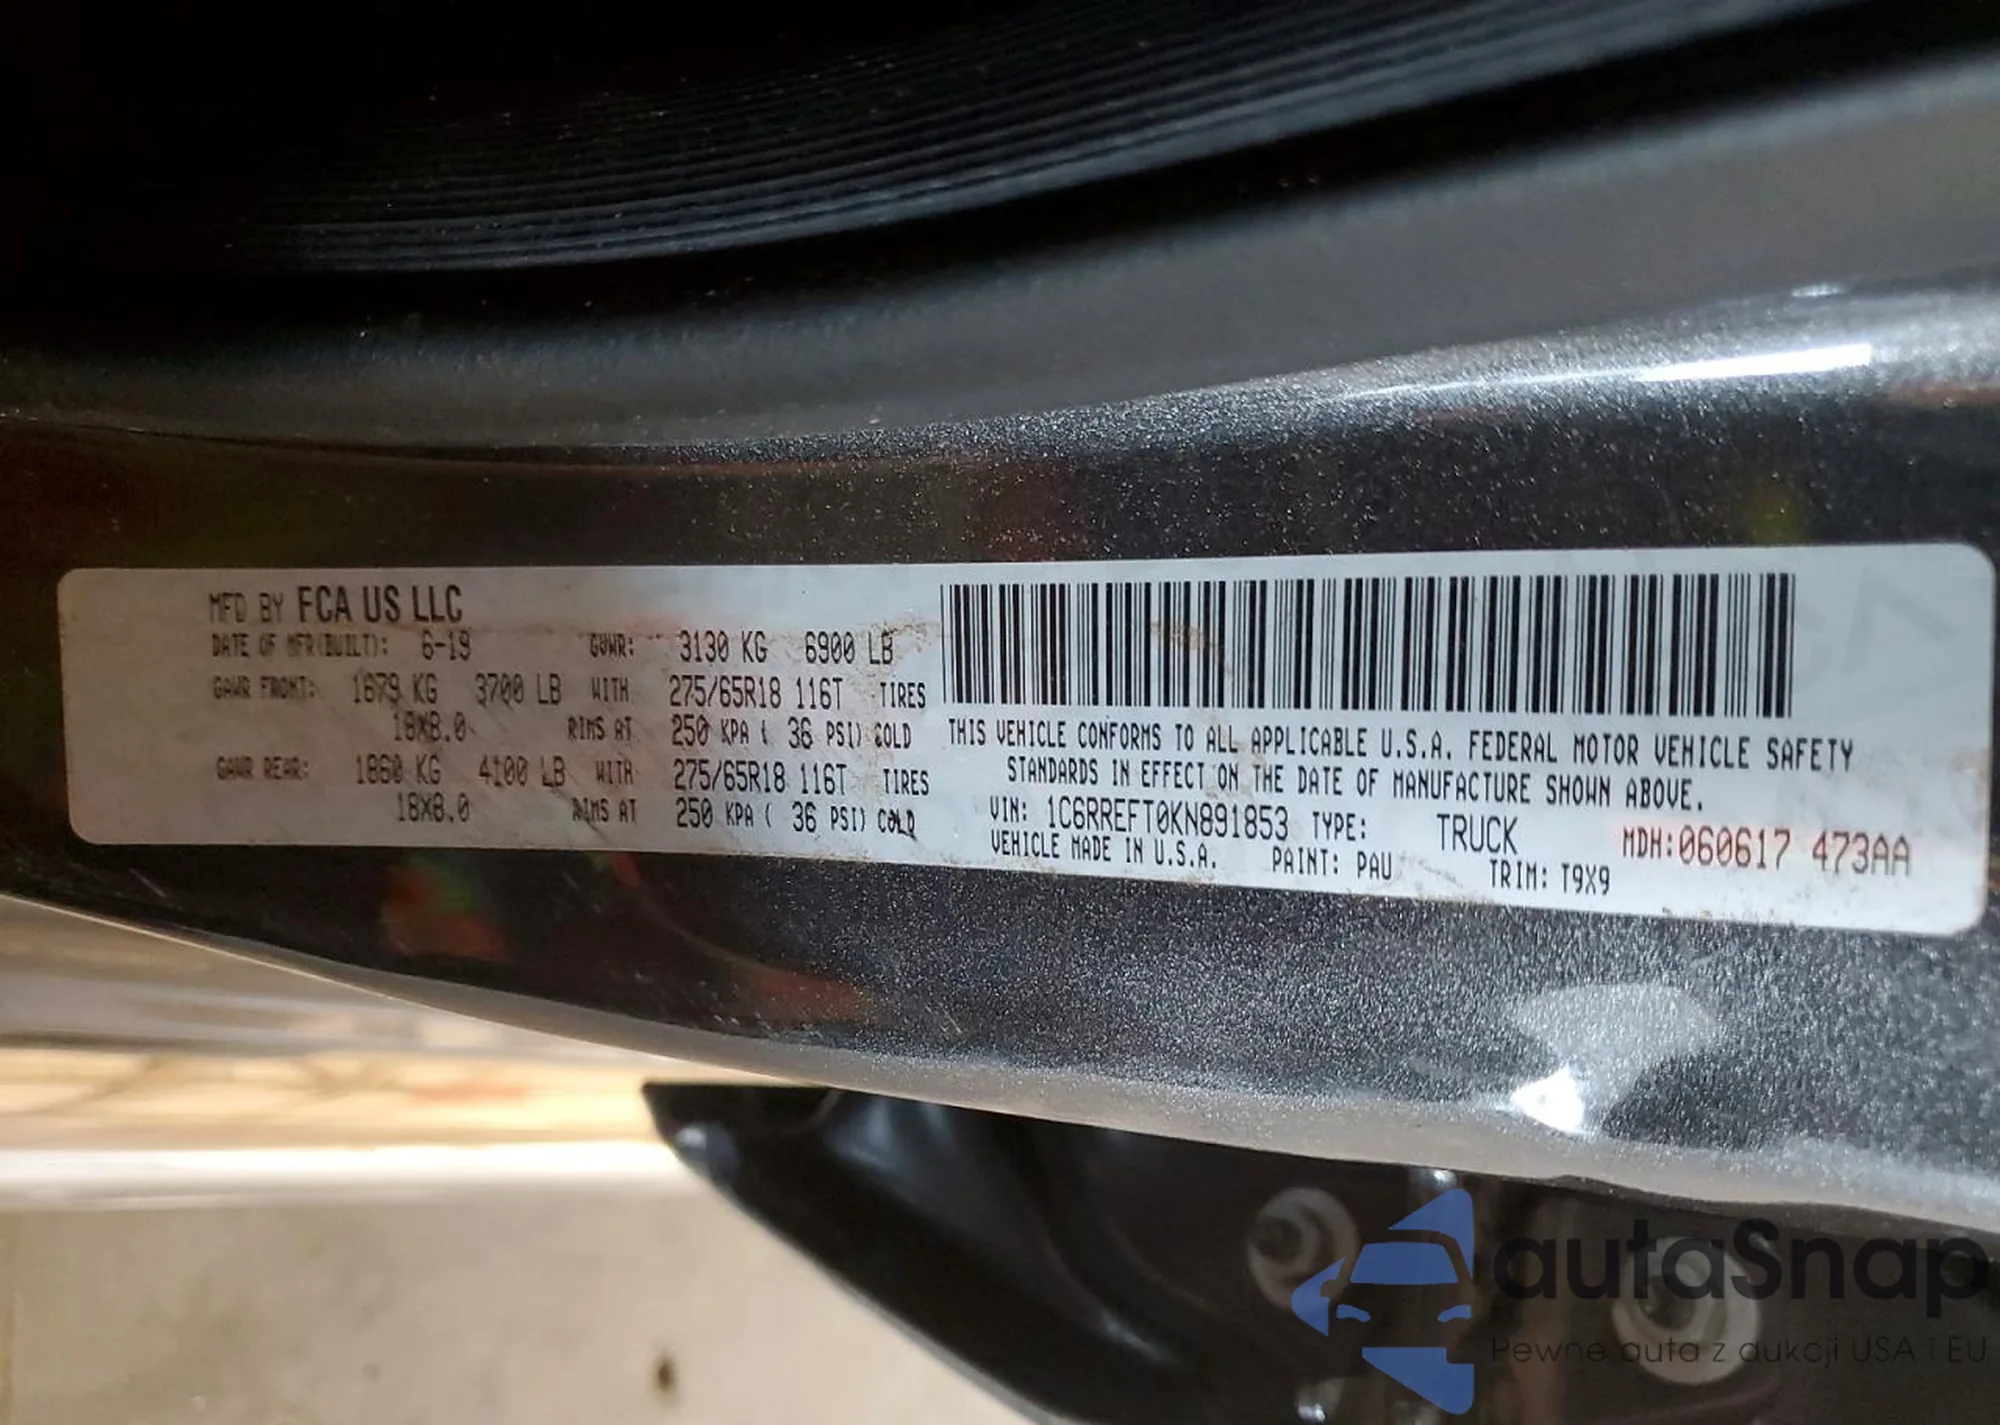 MFD BY FCA US LLC
DATE OF MFR(BUILT): 6-19 GVWR: 3130 KG 6900 LB
GAWR FRONT: 1679 KG 3700 LB WITH 275/65R18 116T TIRES
18X8.0 RIMS AT 250 KPA ( 36 PSI) COLD
GAWR REAR: 1860 KG 4100 LB WITH 275/65R18 116T TIRES
18X8.0 RIMS AT 250 KPA ( 36 PSI) COLD
THIS VEHICLE CONFORMS TO ALL APPLICABLE U.S.A. FEDERAL MOTOR VEHICLE SAFETY
STANDARDS IN EFFECT ON THE DATE OF MANUFACTURE SHOWN ABOVE.
VIN: 1C6RREFT0KN891853 TYPE: TRUCK MDH:060617 473AA
VEHICLE MADE IN U.S.A. PAINT: PAU TRIM: T9X9
autaSnap
Pewne auta z aukcji USA i EU